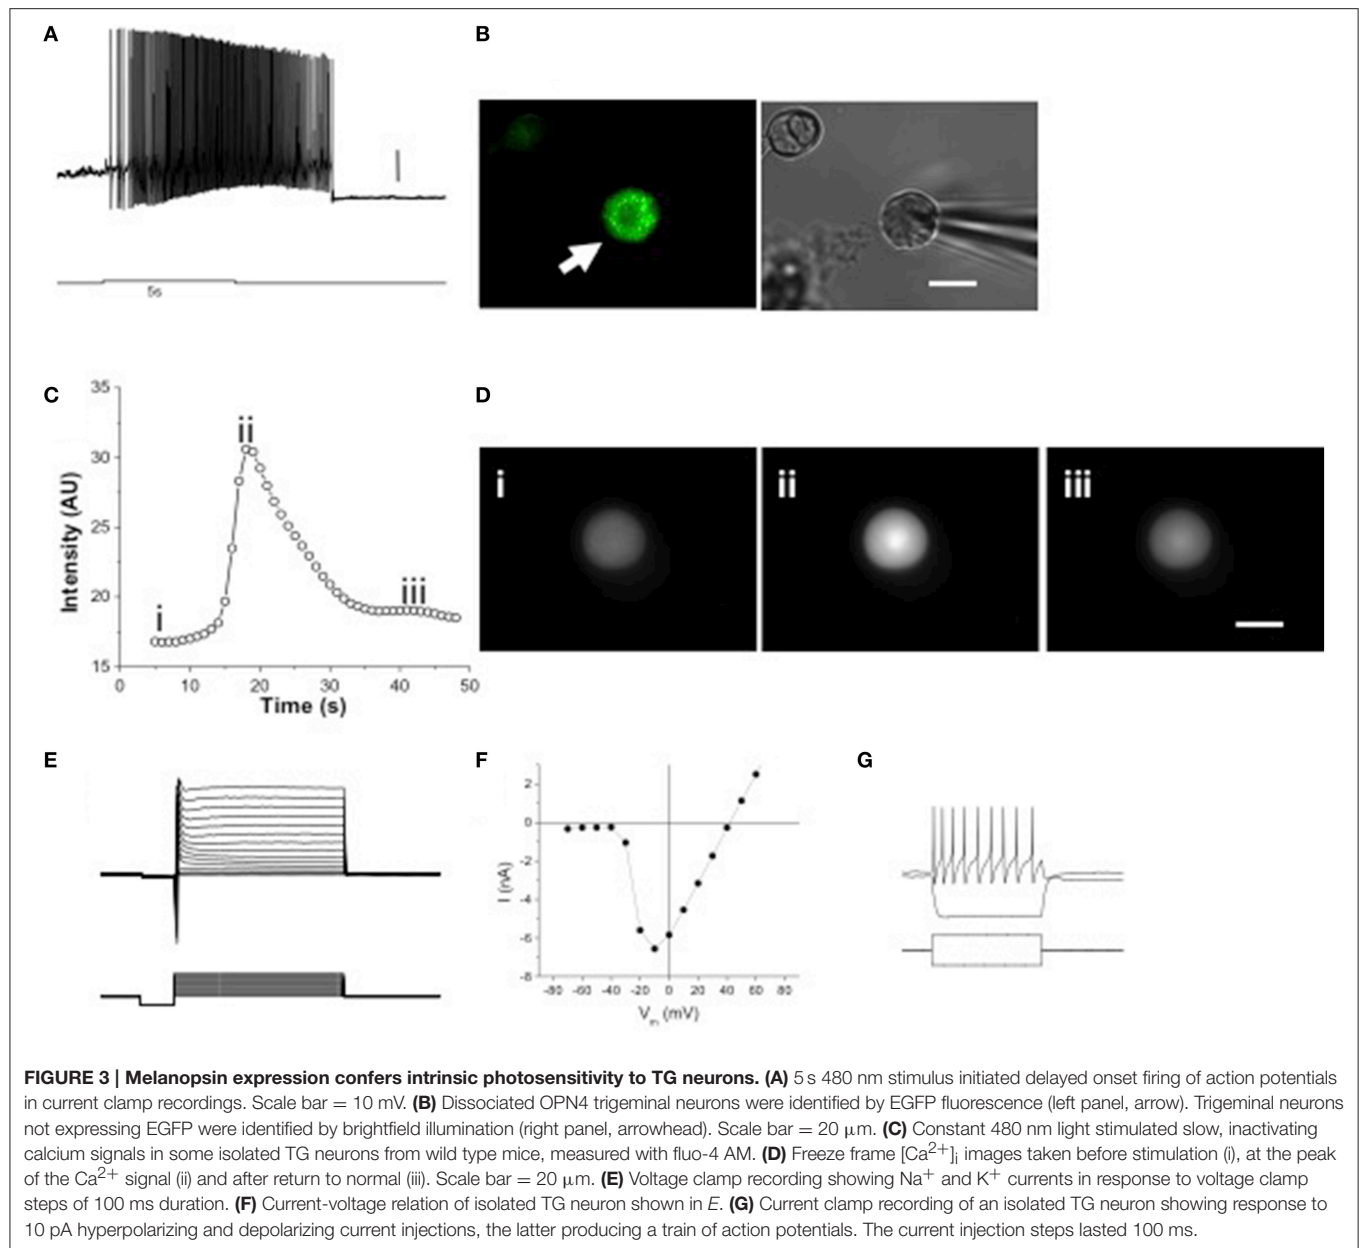 A
B
5s
C
D
35
30
25
20
15
0
10
20
30
40
50
Intensity (AU)
Time (s)
i
ii
iii
i
ii
iii
E
F
G
2
0
-2
-4
-6
-8
-80
-60
-40
-20
0
20
40
60
80
I (nA)
Vm (mV)
FIGURE 3 | Melanopsin expression confers intrinsic photosensitivity to TG neurons. (A) 5 s 480 nm stimulus initiated delayed onset firing of action potentials
in current clamp recordings. Scale bar = 10 mV. (B) Dissociated OPN4 trigeminal neurons were identified by EGFP fluorescence (left panel, arrow). Trigeminal neurons
not expressing EGFP were identified by brightfield illumination (right panel, arrowhead). Scale bar = 20 μm. (C) Constant 480 nm light stimulated slow, inactivating
calcium signals in some isolated TG neurons from wild type mice, measured with fluo-4 AM. (D) Freeze frame [Ca2+]i images taken before stimulation (i), at the peak
of the Ca2+ signal (ii) and after return to normal (iii). Scale bar = 20 μm. (E) Voltage clamp recording showing Na+ and K+ currents in response to voltage clamp
steps of 100 ms duration. (F) Current-voltage relation of isolated TG neuron shown in E. (G) Current clamp recording of an isolated TG neuron showing response to
10 pA hyperpolarizing and depolarizing current injections, the latter producing a train of action potentials. The current injection steps lasted 100 ms.